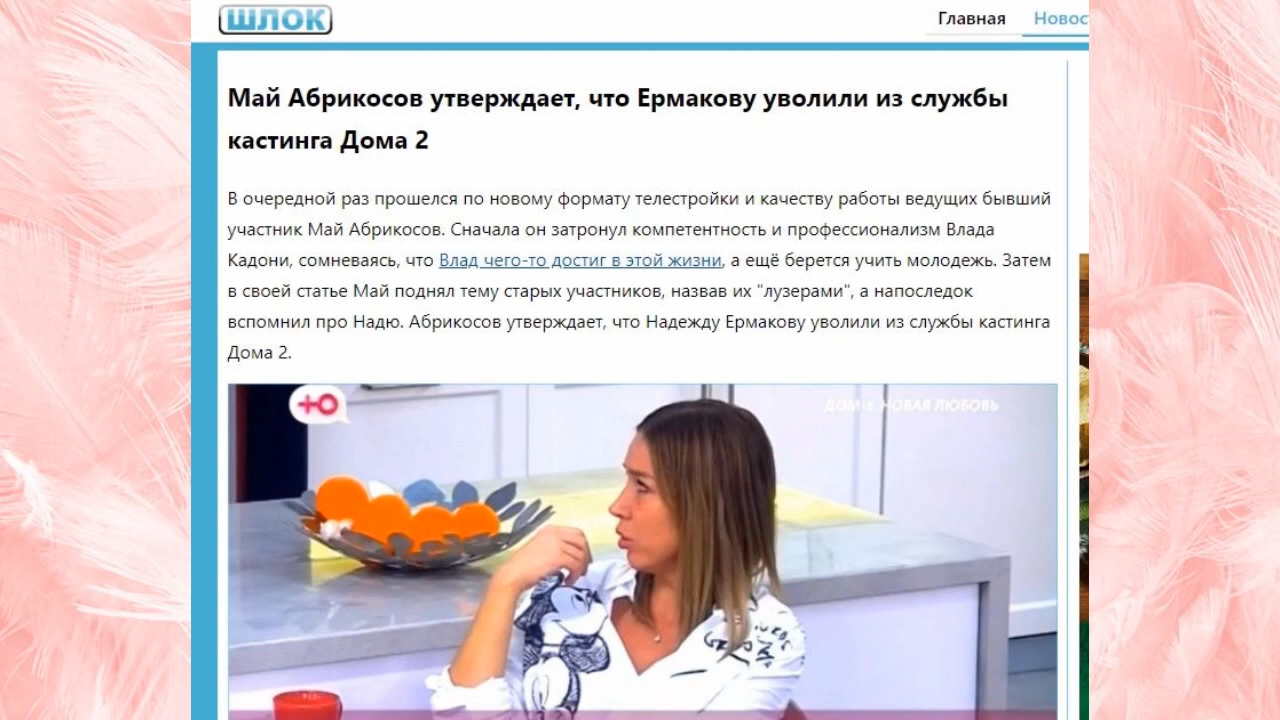 ШЛОК
Главная
Новос
Май Абрикосов утверждает, что Ермакову уволили из службы
кастинга Дома 2
В очередной раз прошелся по новому формату телестройки и качеству работы ведущих бывший
участник Май Абрикосов. Сначала он затронул компетентность и профессионализм Влада
Кадони, сомневаясь, что Влад чего-то достиг в этой жизни, а ещё берется учить молодежь. Затем
в своей статье Май поднял тему старых участников, назвав их "лузерами", а напоследок
вспомнил про Надю. Абрикосов утверждает, что Надежду Ермакову уволили из службы кастинга
Дома 2.
Ю
НОВАЯ ЛЮБОВЬ